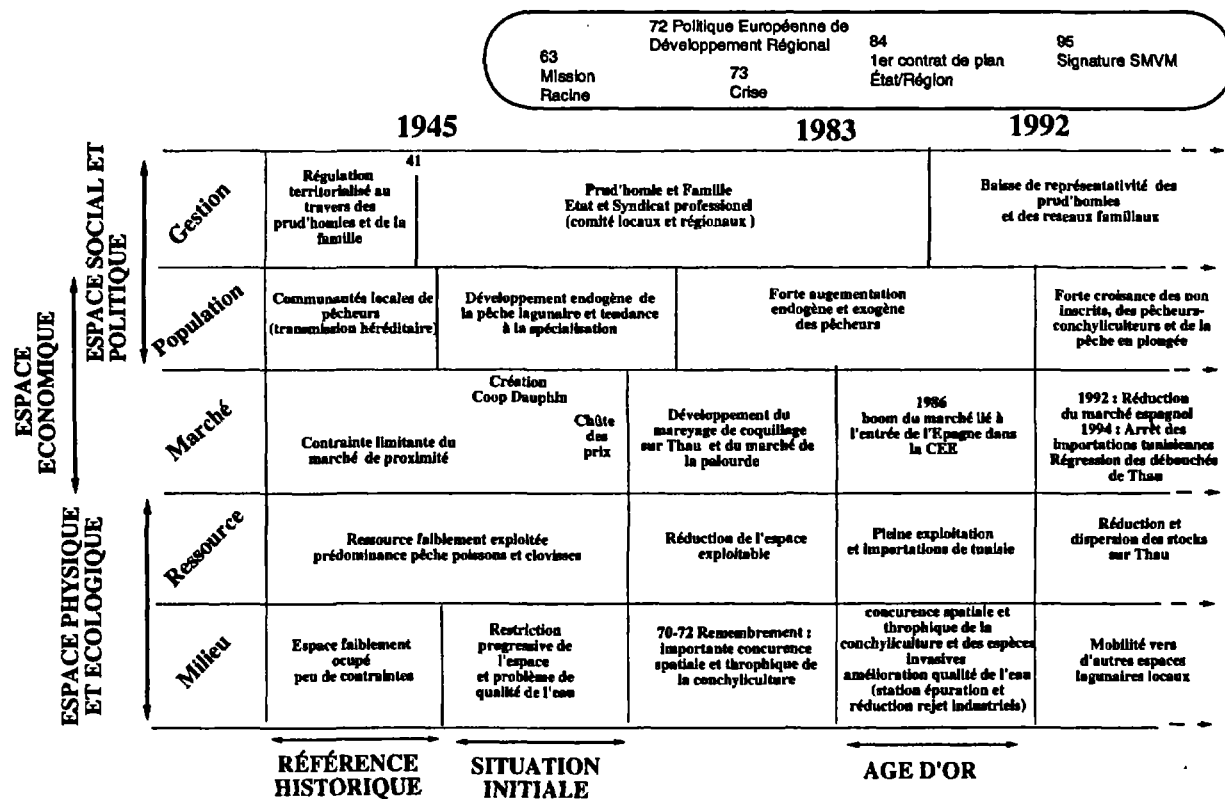 72 Politique Européenne de
Développement Régional
63
Mission
Racine
73
Crise
84
1er contrat de plan
État/Région
95
Signature SMVM
1945
1983
1992
41
ESPACE SOCIAL ET
POLITIQUE
ESPACE
ECONOMIQUE
ESPACE PHYSIQUE
ET ECOLOGIQUE
Gestion
Régulation
territorialisé au
travers des
prud'homies et de la
famille
Prud'homie et Famille
Etat et Syndicat professionel
(comité locaux et régionaux )
Baisse de représentativité des
prud'homies
et des reseaux familiaux
Population
Communautés locales de
pêcheurs
(transmission héréditaire)
Développement endogène de
la pêche lagunaire et tendance
à la spécialisation
Forte augementation
endogène et exogène
des pêcheurs
Forte croisance des non
inscrits, des pêcheurs-
conchyliculteurs et de la
pêche en plongée
Marché
Contrainte limitante du
marché de proximité
Création
Coop Dauphin
Chûte
des
prix
Développement du
mareyage de coquillage
sur Thau et du marché de
la palourde
1986
boom du marché lié à
l'entrée de l'Epagne dans
la CEE
1992 : Réduction
du marché espagnol
1994 : Arrêt des
importations tunisiennes
Régression des débouchés
de Thau
Ressource
Ressource faiblement exploitée
prédominance pêche poissons et clovisses
Réduction de l'espace
exploitable
Pleine exploitation
et importations de tunisie
Réduction et
dispersion des stocks
sur Thau
Milieu
Espace faiblement
ocupé
peu de contraintes
Restriction
progressive de
l'espace
et problème de
qualité de l'eau
70-72 Remembrement :
importante concurence
spatiale et throphique de
la conchyliculture
concurence spatiale et
throphique de la
conchyliculture et des espèces
invasives
amélioration qualité de l'eau
(station épuration et
réduction rejet industriels)
Mobilité vers
d'autres espaces
lagunaires locaux
RÉFÉRENCE
HISTORIQUE
SITUATION
INITIALE
AGE D'OR